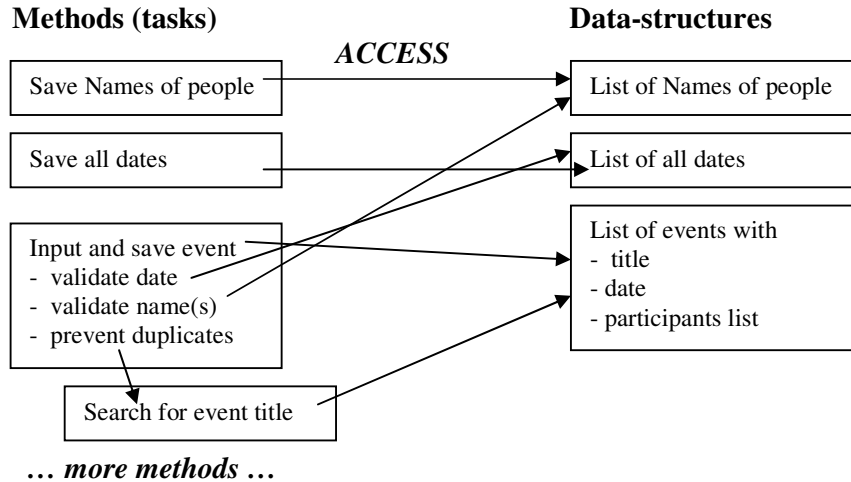 Methods (tasks)
Data-structures
ACCESS
Save Names of people
List of Names of people
Save all dates
List of all dates
Input and save event
- validate date
- validate name(s)
- prevent duplicates
List of events with
- title
- date
- participants list
Search for event title
… more methods …